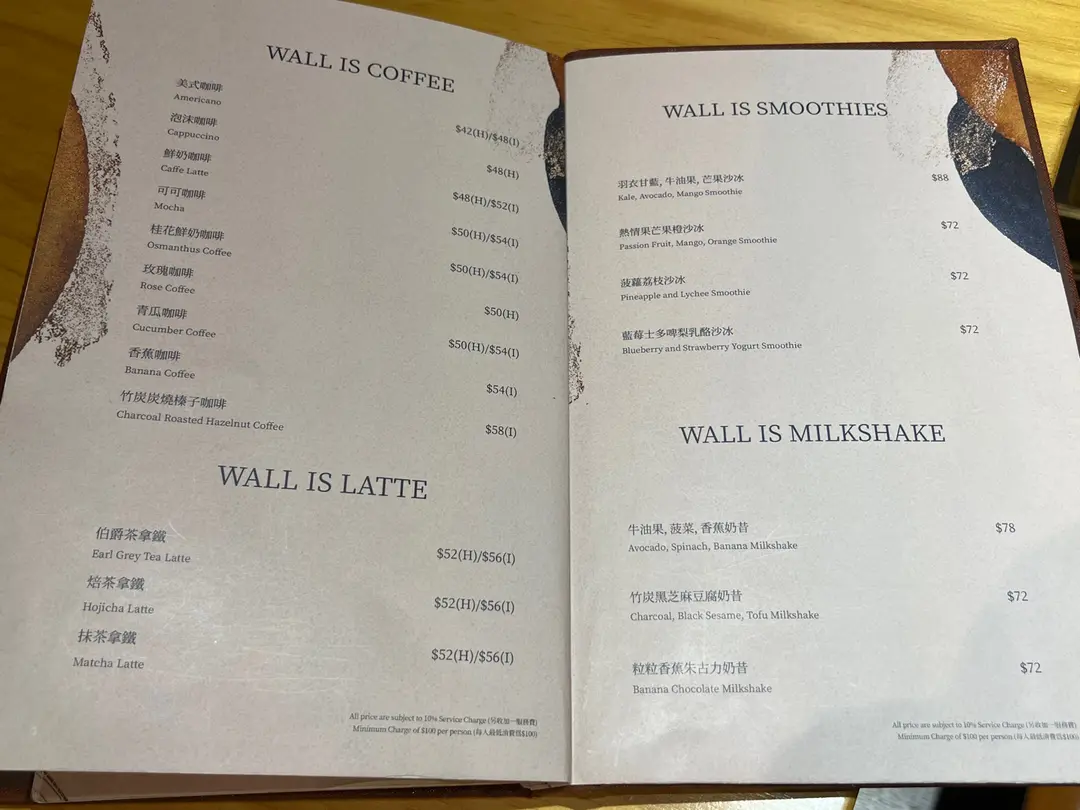 WALL IS COFFEE
美式咖啡
Americano
$42(H)/$48(I)
泡沫咖啡
Cappuccino
$48(H)
鮮奶咖啡
Caffe Latte
$48(H)/$52(I)
可可咖啡
Mocha
$50(H)/$54(I)
桂花鮮奶咖啡
Osmanthus Coffee
$50(H)/$54(I)
玫瑰咖啡
Rose Coffee
$50(H)
青瓜咖啡
Cucumber Coffee
$50(H)/$54(I)
香蕉咖啡
Banana Coffee
$54(I)
竹炭炭燒榛子咖啡
Charcoal Roasted Hazelnut Coffee
$58(I)
WALL IS LATTE
伯爵茶拿鐵
Earl Grey Tea Latte
$52(H)/$56(I)
焙茶拿鐵
Hojicha Latte
$52(H)/$56(I)
抹茶拿鐵
Matcha Latte
$52(H)/$56(I)
All price are subject to 10% Service Charge (另收加一服務費)
Minimum Charge of $100 per person (每人最低消費為$100)
WALL IS SMOOTHIES
羽衣甘藍, 牛油果, 芒果沙冰
Kale, Avocado, Mango Smoothie
$88
熱情果芒果橙沙冰
Passion Fruit, Mango, Orange Smoothie
$72
菠蘿荔枝沙冰
Pineapple and Lychee Smoothie
$72
藍莓士多啤梨乳酪沙冰
Blueberry and Strawberry Yogurt Smoothie
$72
WALL IS MILKSHAKE
牛油果, 菠菜, 香蕉奶昔
Avocado, Spinach, Banana Milkshake
$78
竹炭黑芝麻豆腐奶昔
Charcoal, Black Sesame, Tofu Milkshake
$72
粒粒香蕉朱古力奶昔
Banana Chocolate Milkshake
$72
All price are subject to 10% Service Charge (另收加一服務費)
Minimum Charge of $100 per person (每人最低消費為$100)